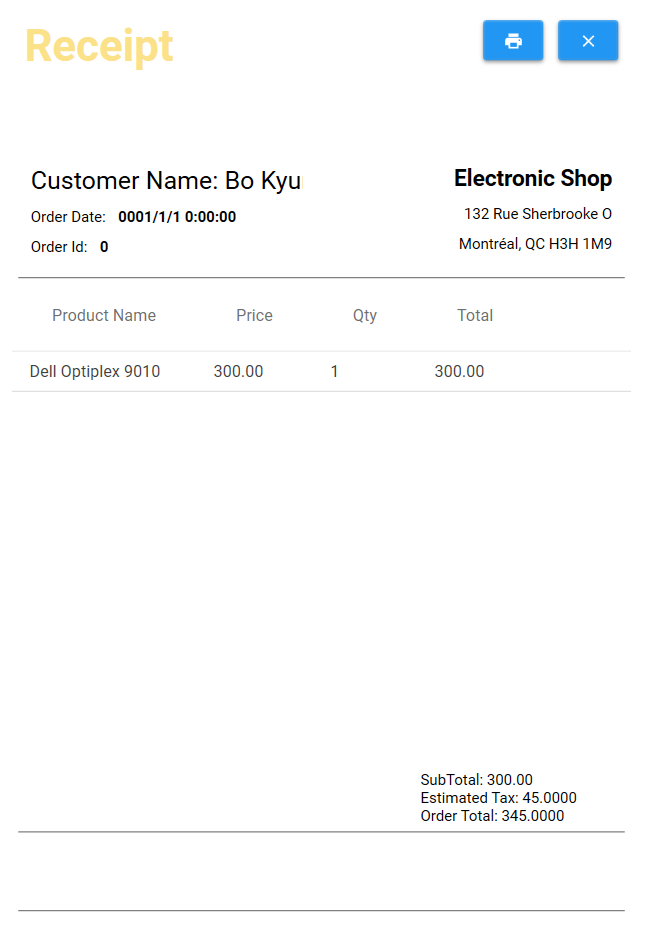 Receipt
Customer Name: Bo
Electronic Shop
Order Date: 0001/1/1 0:00:00
132 Rue Sherbrooke O
Order Id: 0
Montréal, QC H3H 1M9
Product Name Price Qty Total
Dell Optiplex 9010 300.00 1 300.00
SubTotal: 300.00
Estimated Tax: 45.0000
Order Total: 345.0000